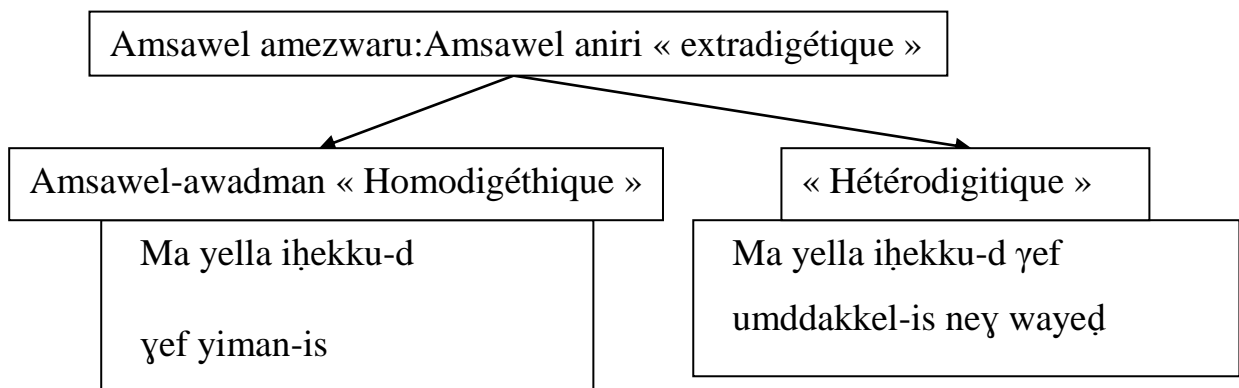 Amsawel amezwaru:Amsawel aniri « extradigétique »
Amsawel-awadman « Homodigéthique »
« Hétérodigitique »
Ma yella iḥekku-d
ɣef yiman-is
Ma yella iḥekku-d γef
umddakkel-is neɣ wayeḍ